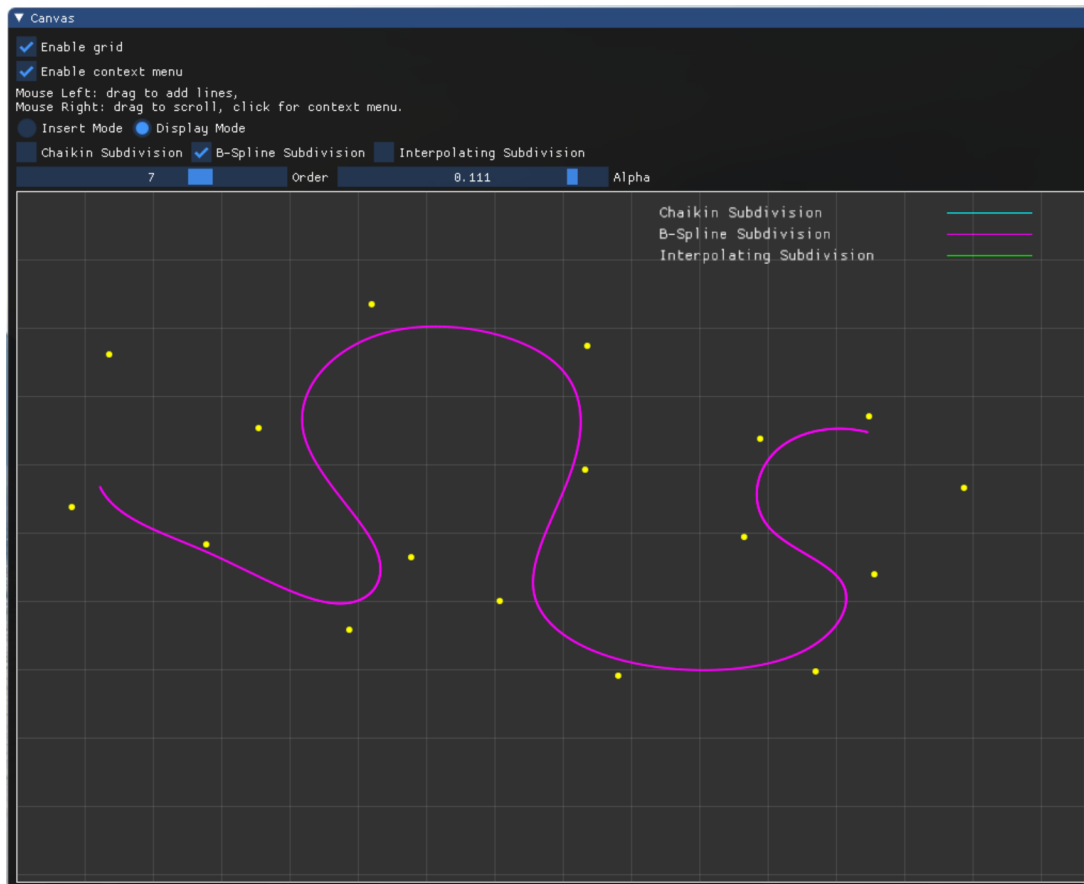 Canvas
Enable grid
Enable context menu
Mouse Left: drag to add lines,
Mouse Right: drag to scroll, click for context menu.
Insert Mode Display Mode
Chaikin Subdivision B-Spline Subdivision Interpolating Subdivision
7 Order 0.111 Alpha
Chaikin Subdivision
B-Spline Subdivision
Interpolating Subdivision